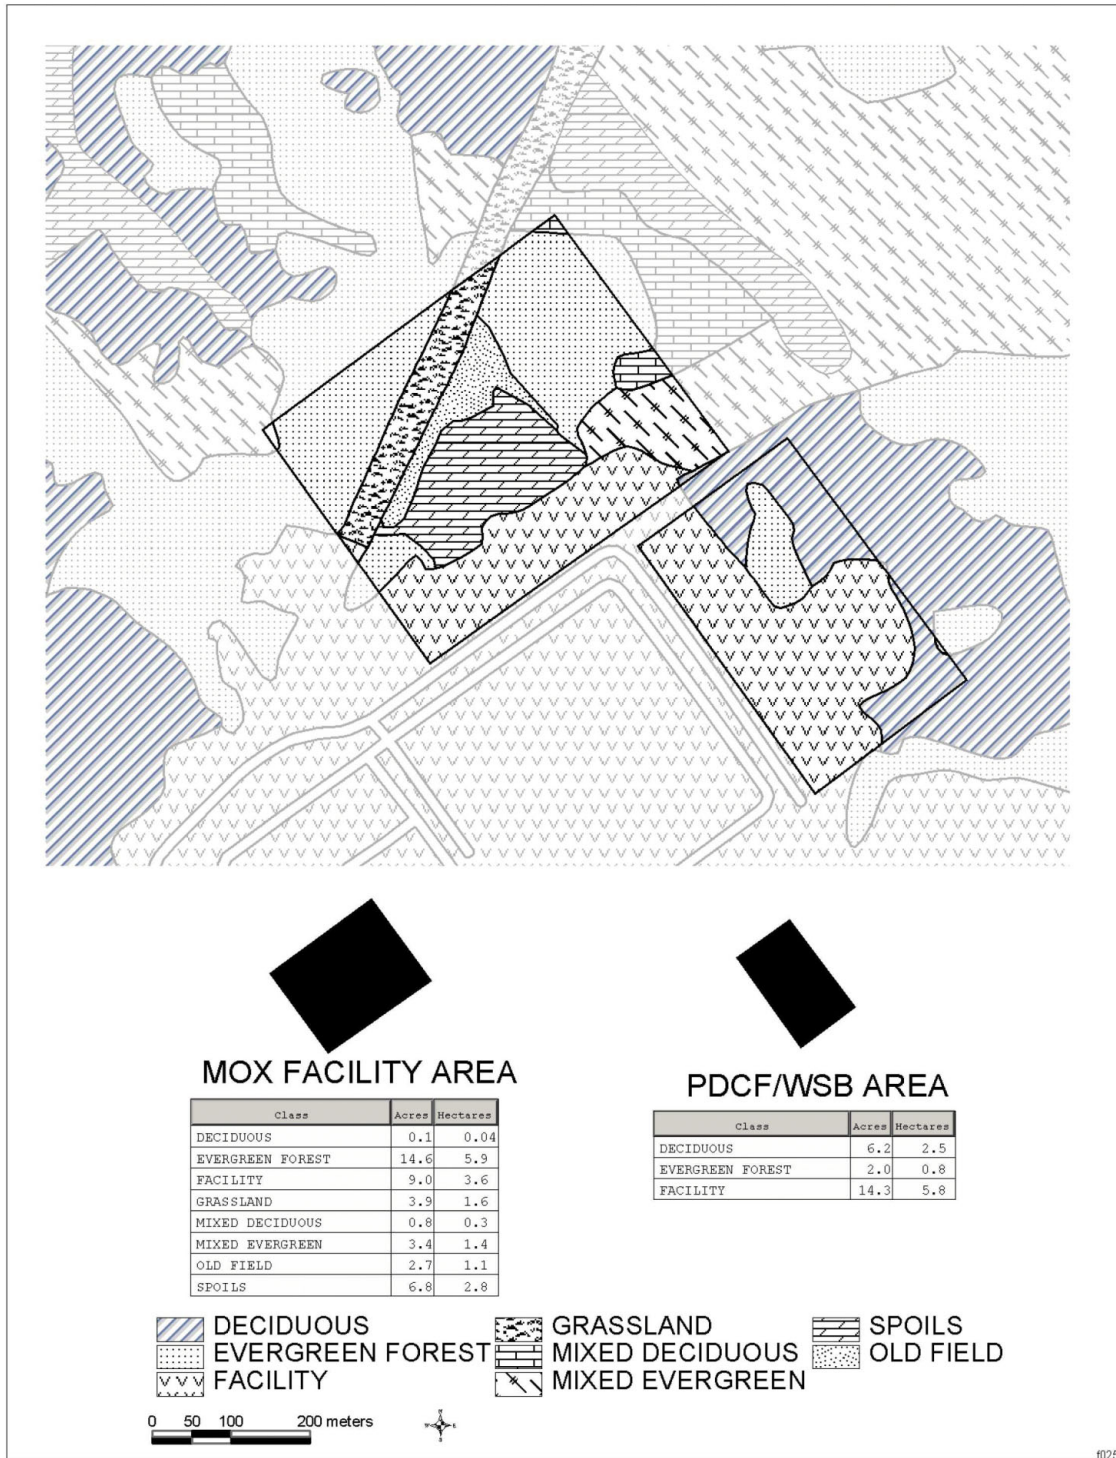 MOX FACILITY AREA
Class Acres Hectares
DECIDUOUS 0.1 0.04
EVERGREEN FOREST 14.6 5.9
FACILITY 9.0 3.6
GRASSLAND 3.9 1.6
MIXED DECIDUOUS 0.8 0.3
MIXED EVERGREEN 3.4 1.4
OLD FIELD 2.7 1.1
SPOILS 6.8 2.8
PDCF/WSB AREA
Class Acres Hectares
DECIDUOUS 6.2 2.5
EVERGREEN FOREST 2.0 0.8
FACILITY 14.3 5.8
DECIDUOUS GRASSLAND SPOILS
EVERGREEN FOREST MIXED DECIDUOUS OLD FIELD
FACILITY MIXED EVERGREEN
0 50 100 200 meters
N
W E
S